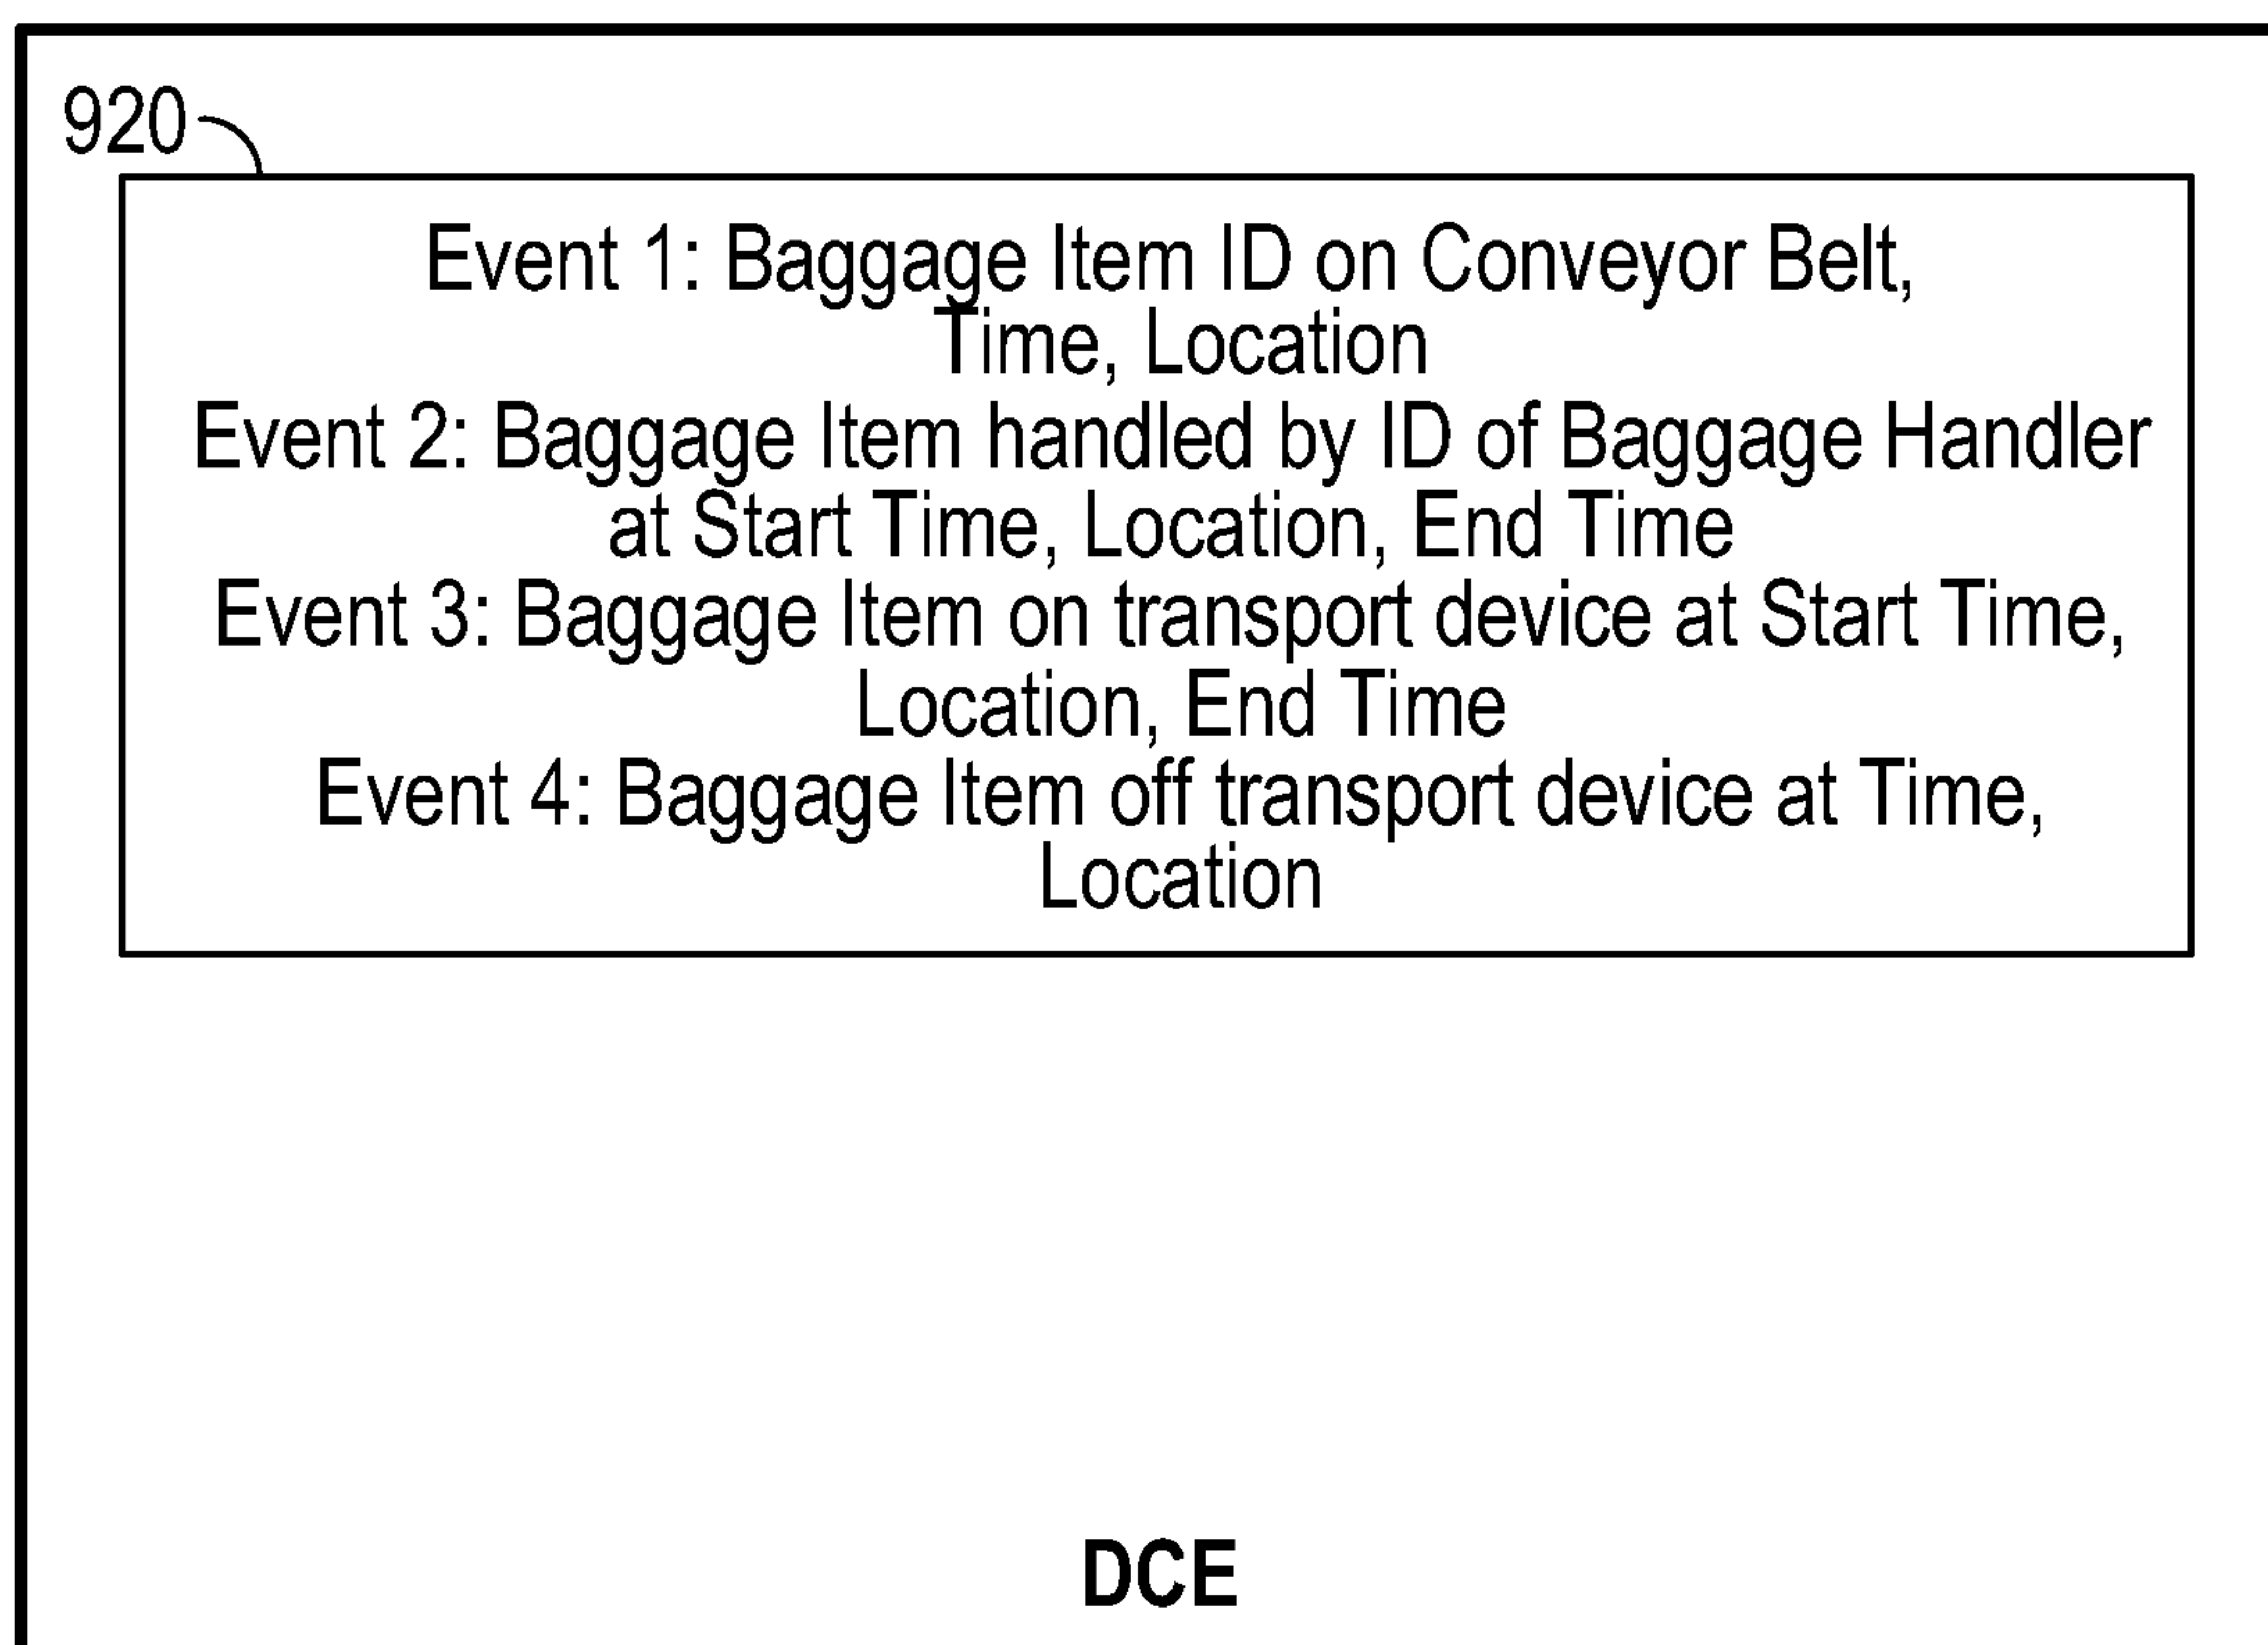 920
Event 1: Baggage Item ID on Conveyor Belt,
Time, Location
Event 2: Baggage Item handled by ID of Baggage Handler
at Start Time, Location, End Time
Event 3: Baggage Item on transport device at Start Time,
Location, End Time
Event 4: Baggage Item off transport device at Time,
Location
DCE